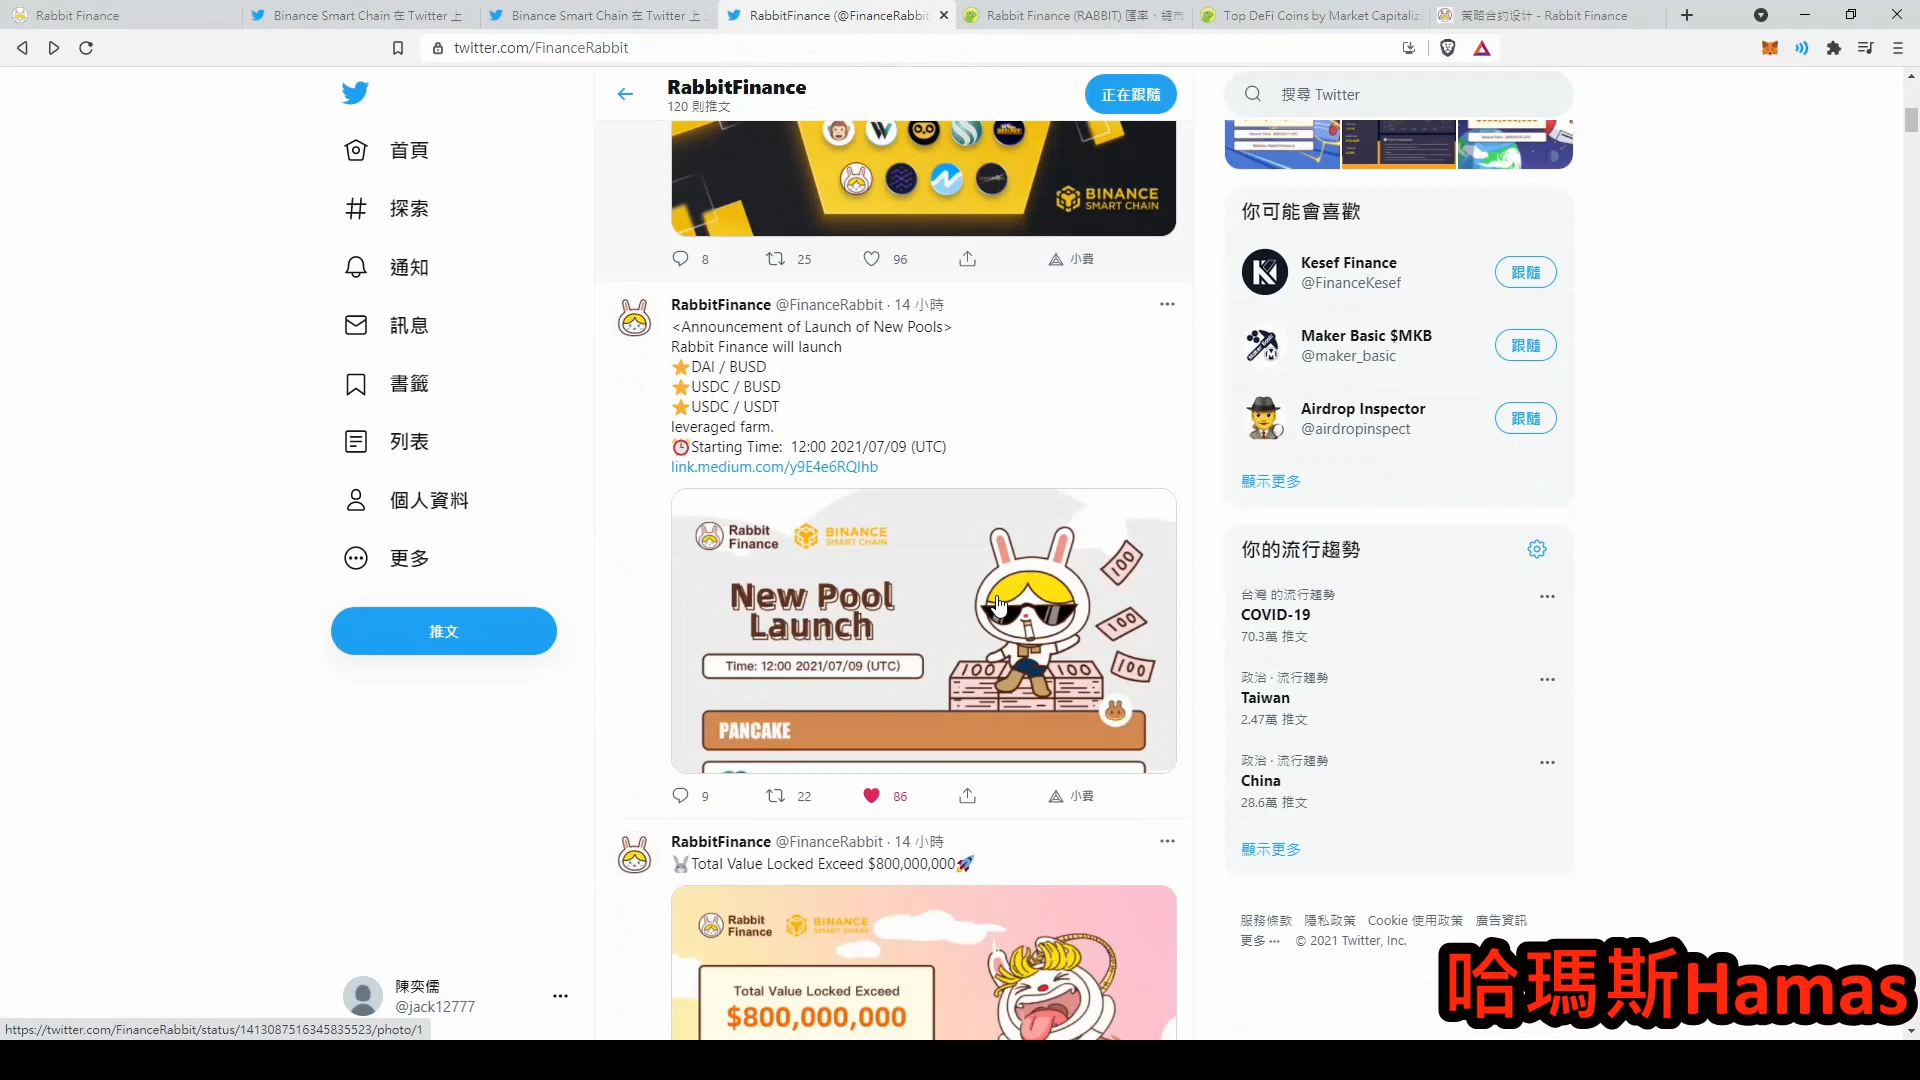 Rabbit Finance
Binance Smart Chain 在 Twitter 上
Binance Smart Chain 在 Twitter 上
RabbitFinance (@FinanceRabbit
Rabbit Finance (RABBIT) 匯率、總市
Top DeFi Coins by Market Capitaliz
策略合约设计 - Rabbit Finance
twitter.com/FinanceRabbit
首頁
探索
通知
訊息
書籤
列表
個人資料
更多
推文
陳奕儒
@jack12777
https://twitter.com/FinanceRabbit/status/1413087516345835523/photo/1
RabbitFinance
120 則推文
正在跟隨
BINANCE
SMART CHAIN
8
25
96
小費
RabbitFinance @FinanceRabbit · 14 小時
<Announcement of Launch of New Pools>
Rabbit Finance will launch
⭐DAI / BUSD
⭐USDC / BUSD
⭐USDC / USDT
leveraged farm.
⏰Starting Time: 12:00 2021/07/09 (UTC)
link.medium.com/y9E4e6RQIhb
Rabbit
Finance
BINANCE
SMART CHAIN
New Pool
Launch
Time: 12:00 2021/07/09 (UTC)
100
100
100
100
100
PANCAKE
9
22
86
小費
RabbitFinance @FinanceRabbit · 14 小時
🐰Total Value Locked Exceed $800,000,000🚀
Rabbit
Finance
BINANCE
SMART CHAIN
Total Value Locked Exceed
$800,000,000
搜尋 Twitter
你可能會喜歡
Kesef Finance
@FinanceKesef
跟隨
Maker Basic $MKB
@maker_basic
跟隨
Airdrop Inspector
@airdropinspect
跟隨
顯示更多
你的流行趨勢
台灣 的流行趨勢
COVID-19
70.3萬 推文
政治 · 流行趨勢
Taiwan
2.47萬 推文
政治 · 流行趨勢
China
28.6萬 推文
顯示更多
服務條款 隱私政策 Cookie 使用政策 廣告資訊
更多 ··· © 2021 Twitter, Inc.
哈瑪斯Hamas